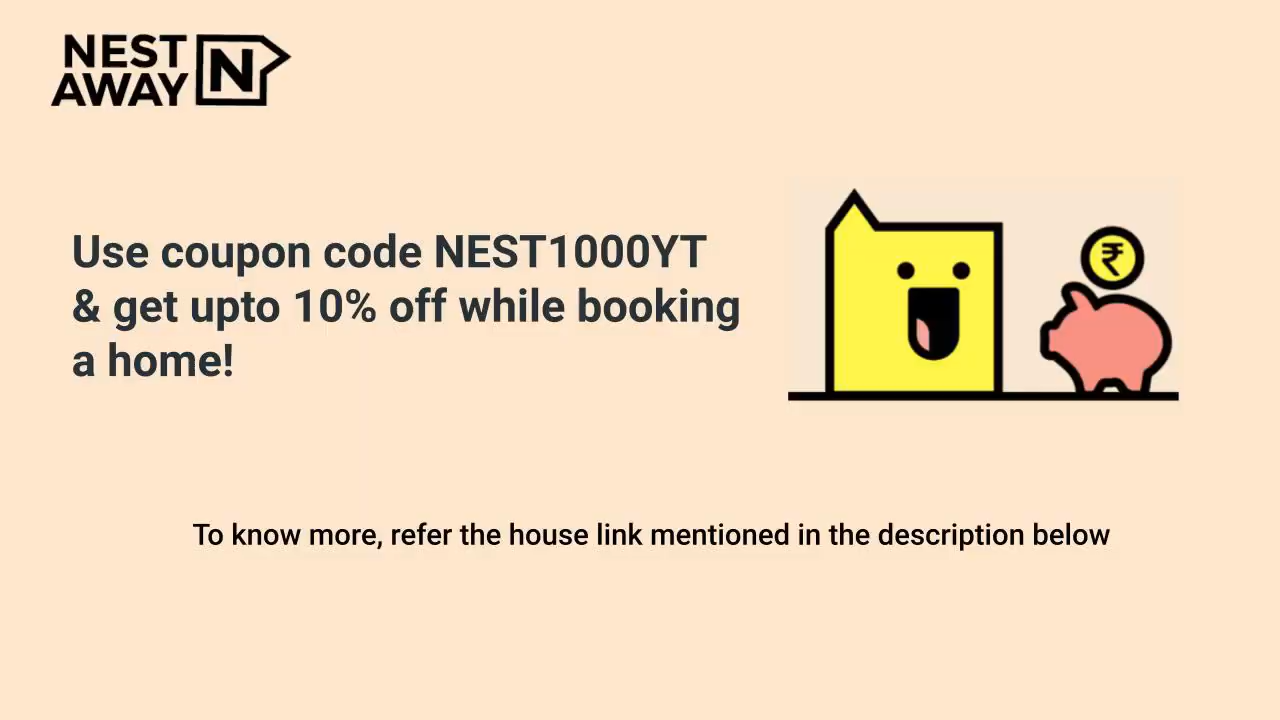 NEST
AWAY N
Use coupon code NEST1000YT
& get upto 10% off while booking
a home!
₹
To know more, refer the house link mentioned in the description below